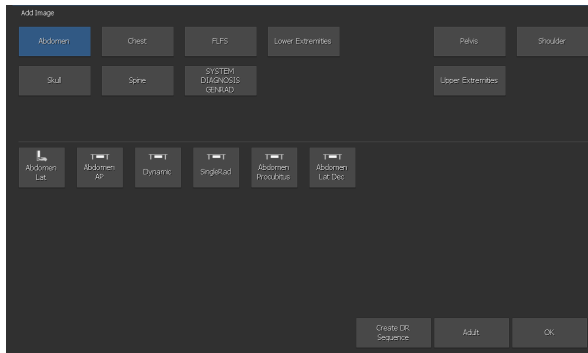 Add Image
Abdomen
Chest
FLFS
Lower Extremities
Pelvis
Shoulder
Skull
Spine
SYSTEM
DIAGNOSIS
GENRAD
Upper Extremities
Abdomen
Lat
Abdomen
AP
Dynamic
SingleRad
Abdomen
Procubitus
Abdomen
Lat Dec
Create DR
Sequence
Adult
OK